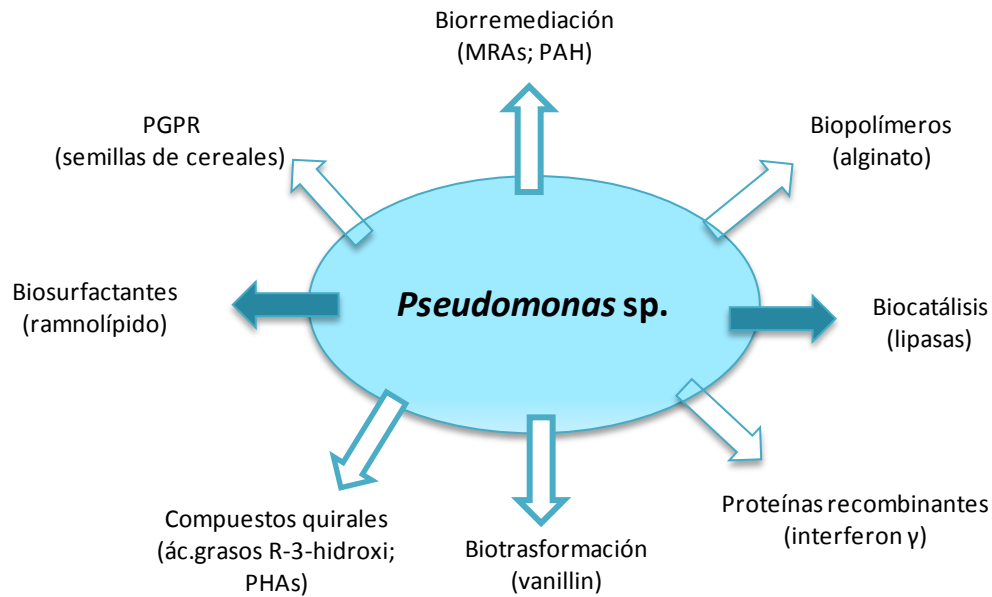 Biorremediación
(MRAs; PAH)
PGPR
(semillas de cereales)
Biopolímeros
(alginato)
Biosurfactantes
(ramnolípido)
Pseudomonas sp.
Biocatálisis
(lipasas)
Compuestos quirales
(ác.grasos R-3-hidroxi;
PHAs)
Biotrasformación
(vanillin)
Proteínas recombinantes
(interferon γ)